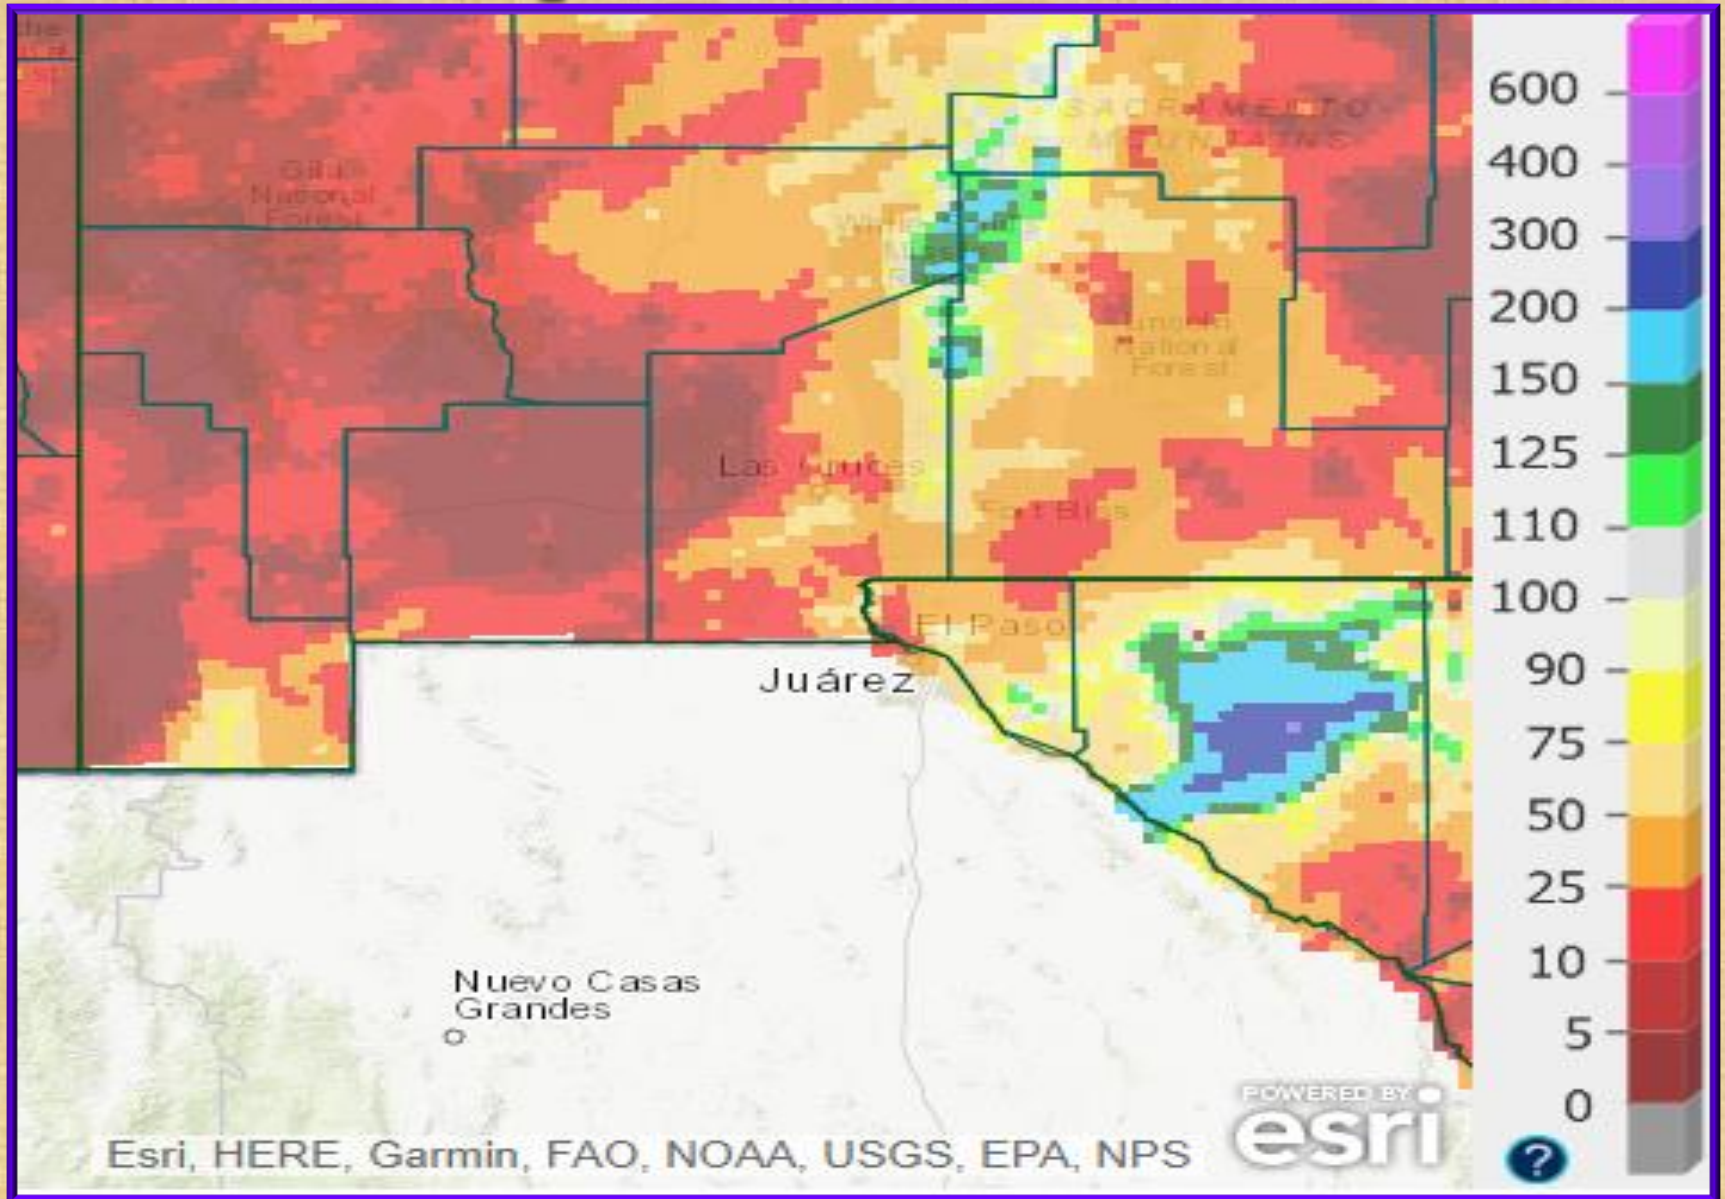 Gila
National
Forest
SACRAMENTO
MOUNTAINS
White
Lincoln
National
Forest
Las Cruces
Fort Bliss
El Paso
Juárez
Nuevo Casas
Grandes
POWERED BY
esri
Esri, HERE, Garmin, FAO, NOAA, USGS, EPA, NPS
600
400
300
200
150
125
110
100
90
75
50
25
10
5
0
?